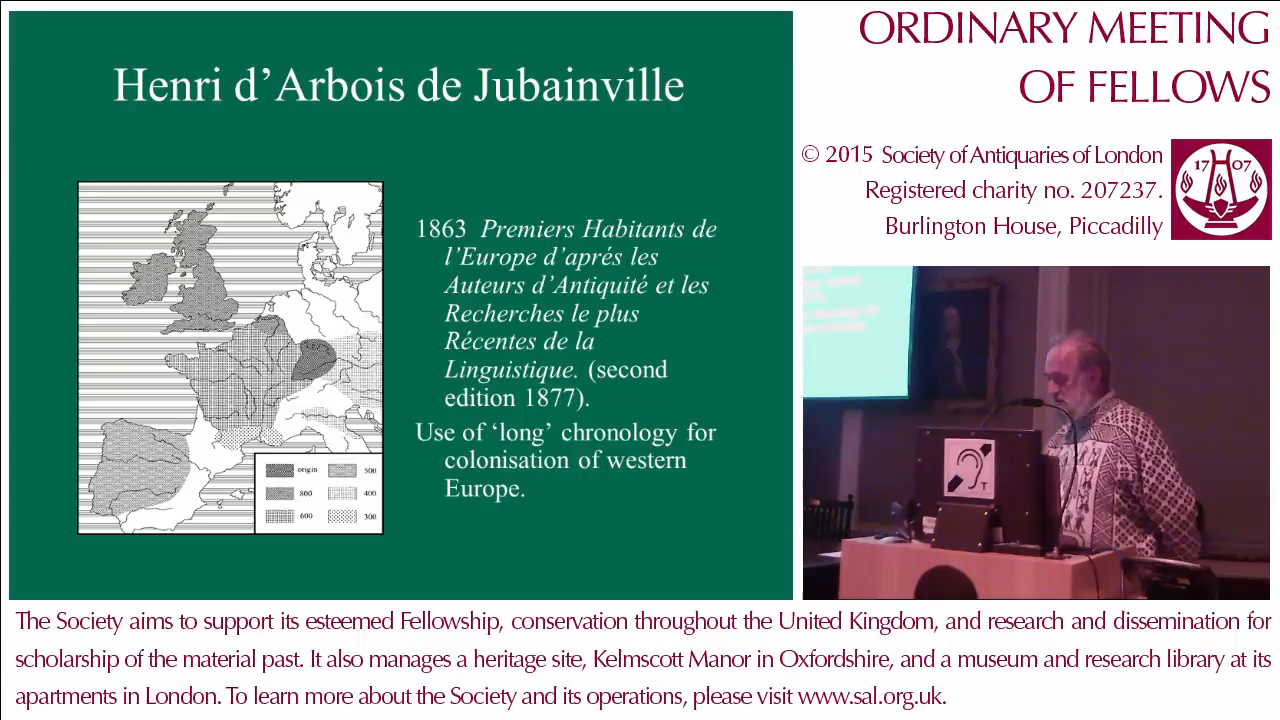 Henri d'Arbois de Jubainville
1863 Premiers Habitants de
l'Europe d'aprés les
Auteurs d'Antiquité et les
Recherches le plus
Récentes de la
Linguistique. (second
edition 1877).
Use of 'long' chronology for
colonisation of western
Europe.
origin
500
800
400
600
300
ORDINARY MEETING
OF FELLOWS
© 2015 Society of Antiquaries of London
Registered charity no. 207237.
Burlington House, Piccadilly
17 07
T
The Society aims to support its esteemed Fellowship, conservation throughout the United Kingdom, and research and dissemination for
scholarship of the material past. It also manages a heritage site, Kelmscott Manor in Oxfordshire, and a museum and research library at its
apartments in London. To learn more about the Society and its operations, please visit www.sal.org.uk.